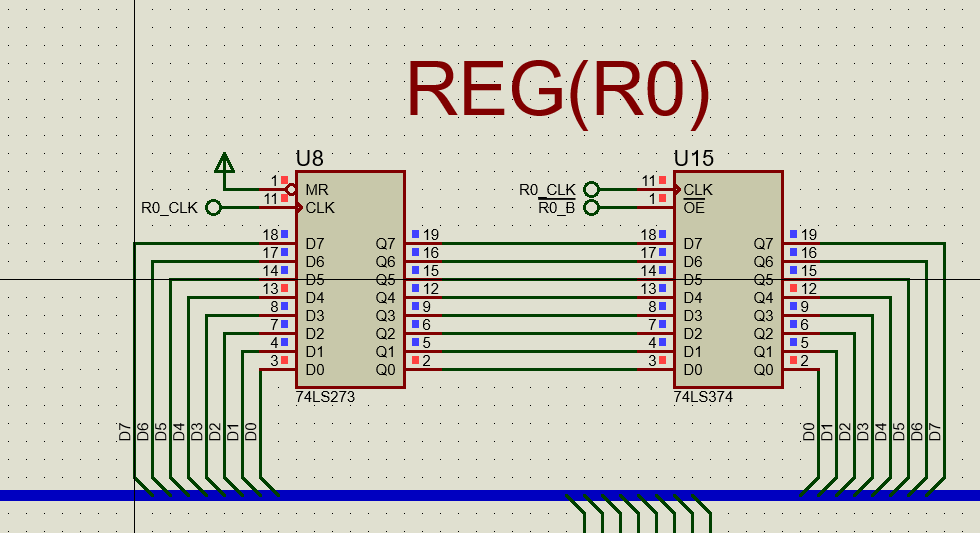 REG(R0)
U8
U15
1 MR
R0_CLK 11 CLK
R0_CLK 11 CLK
R0_B 1 OE
18 D7 Q7 19
17 D6 Q6 16
14 D5 Q5 15
13 D4 Q4 12
8 D3 Q3 9
7 D2 Q2 6
4 D1 Q1 5
3 D0 Q0 2
74LS273
18 D7 Q7 19
17 D6 Q6 16
14 D5 Q5 15
13 D4 Q4 12
8 D3 Q3 9
7 D2 Q2 6
4 D1 Q1 5
3 D0 Q0 2
74LS374
D7
D6
D5
D4
D3
D2
D1
D0
D0
D1
D2
D3
D4
D5
D6
D7